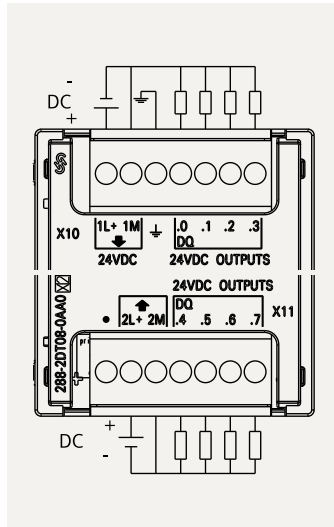 -
DC
+
X10
1L+ 1M
.0 .1 .2 .3
DQ
24VDC
24VDC OUTPUTS
24VDC OUTPUTS
DQ
2L+ 2M
.4 .5 .6 .7
X11
288-2DT08-0AA0
X2
+
DC
-